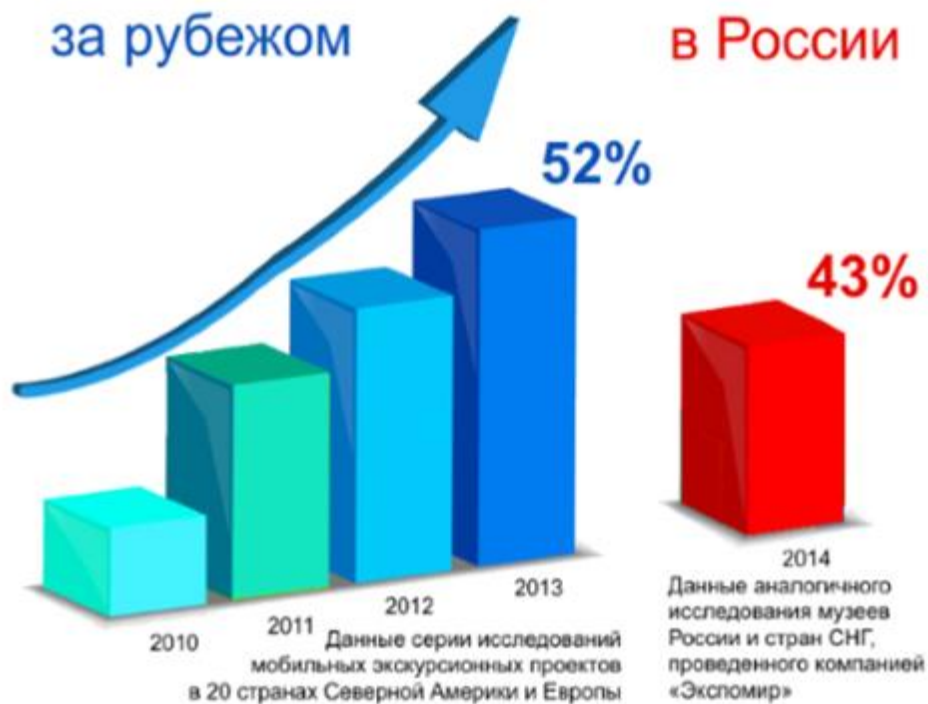 за рубежом
в России
52%
43%
2010
2011
2012
2013
Данные серии исследований
мобильных экскурсионных проектов
в 20 странах Северной Америки и Европы
2014
Данные аналогичного
исследования музеев
России и стран СНГ,
проведенного компанией
«Экспомир»